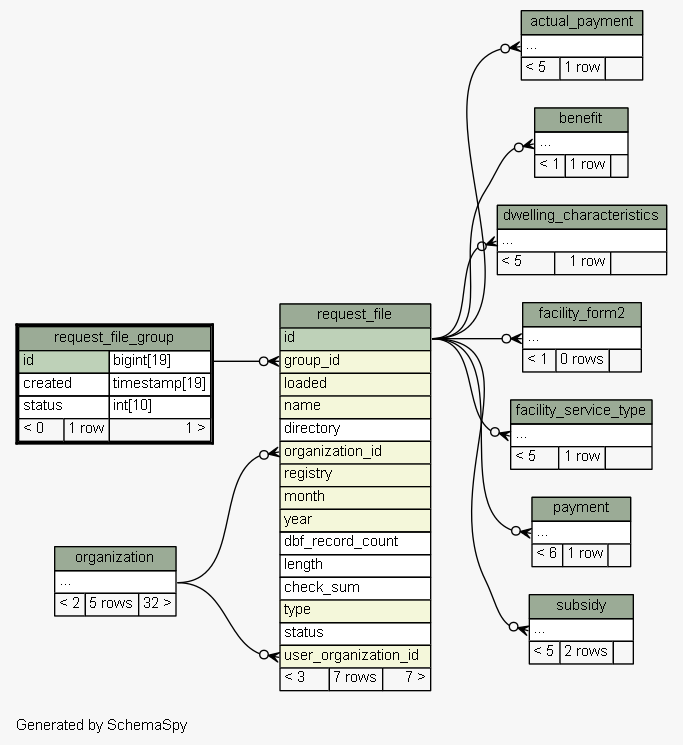 actual_payment
...
< 5 1 row
benefit
...
< 1 1 row
dwelling_characteristics
...
< 5 1 row
facility_form2
...
< 1 0 rows
facility_service_type
...
< 5 1 row
payment
...
< 6 1 row
subsidy
...
< 5 2 rows
request_file
id
group_id
loaded
name
directory
organization_id
registry
month
year
dbf_record_count
length
check_sum
type
status
user_organization_id
< 3 7 rows 7 >
request_file_group
id bigint[19]
created timestamp[19]
status int[10]
< 0 1 row 1 >
organization
...
< 2 5 rows 32 >
Generated by SchemaSpy